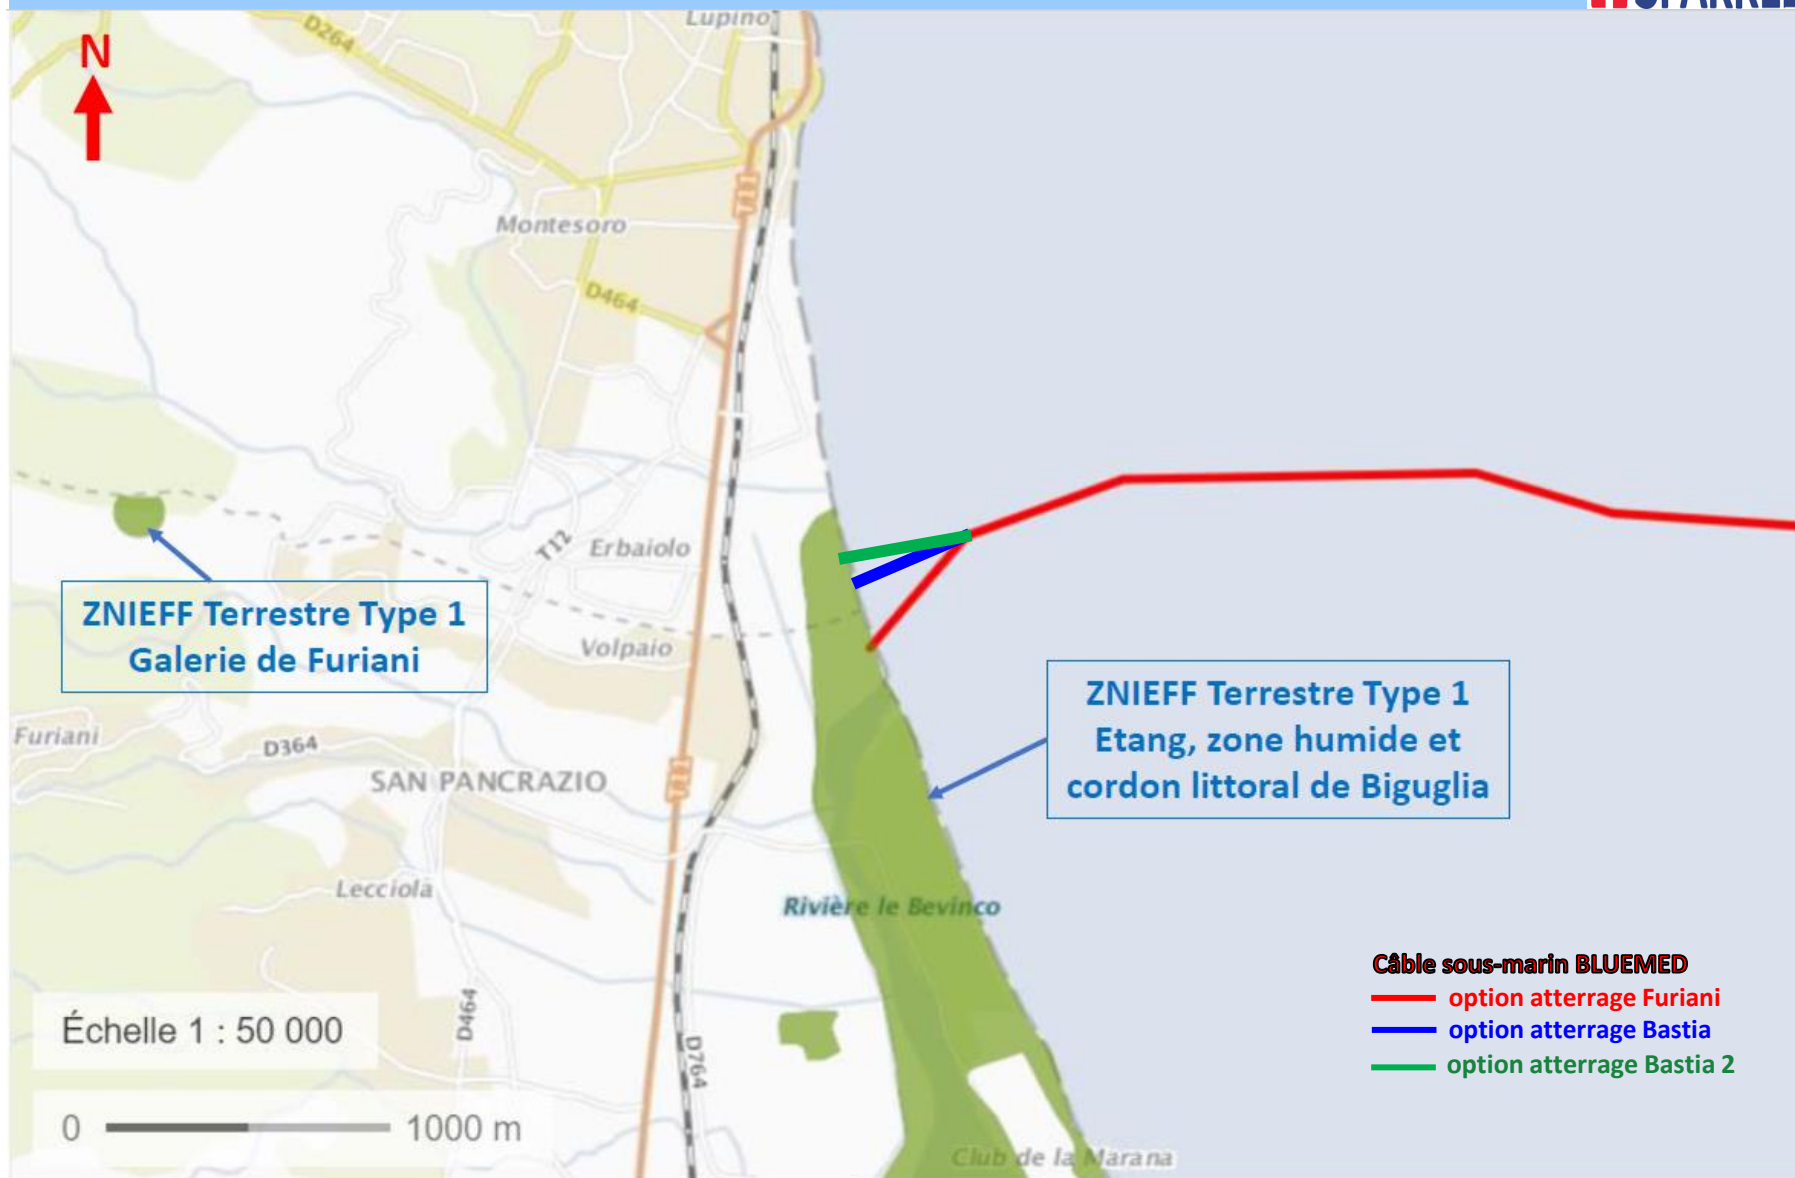 Lupino
D264
N
Montesoro
D464
T12
Erbaiolo
ZNIEFF Terrestre Type 1
Galerie de Furiani
Volpaio
ZNIEFF Terrestre Type 1
Etang, zone humide et
cordon littoral de Biguglia
Furiani
D364
SAN PANCRAZIO
Lecciola
Rivière le Bevinco
Câble sous-marin BLUEMED
option atterrage Furiani
option atterrage Bastia
option atterrage Bastia 2
Échelle 1 : 50 000
D464
D764
0 1000 m
Club de la Marana